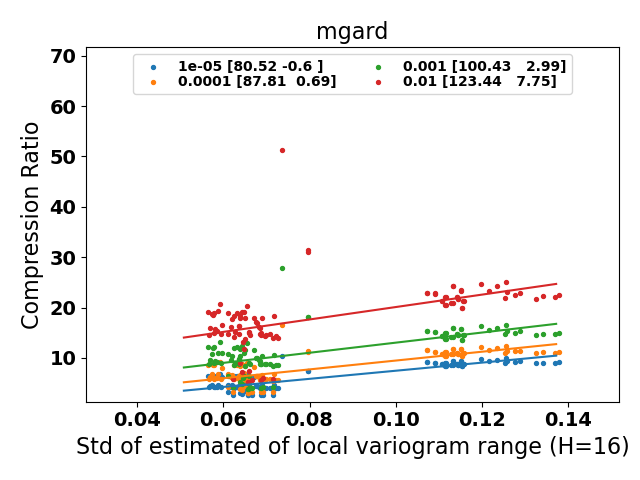 mgard
1e-05 [80.52 -0.6 ]
0.0001 [87.81  0.69]
0.001 [100.43   2.99]
0.01 [123.44   7.75]
Compression Ratio
70
60
50
40
30
20
10
0.04 0.06 0.08 0.10 0.12 0.14
Std of estimated of local variogram range (H=16)